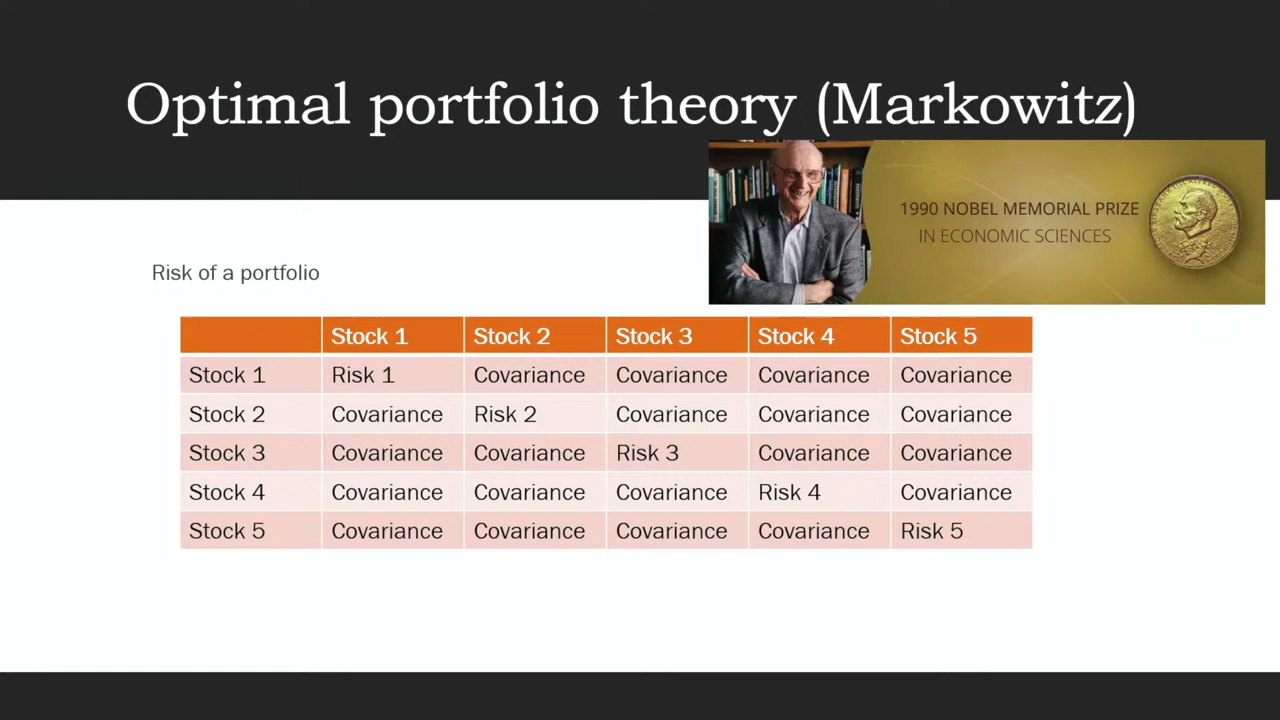 Optimal portfolio theory (Markowitz)
1990 NOBEL MEMORIAL PRIZE
IN ECONOMIC SCIENCES
Risk of a portfolio
Stock 1 Stock 2 Stock 3 Stock 4 Stock 5
Stock 1 Risk 1 Covariance Covariance Covariance Covariance
Stock 2 Covariance Risk 2 Covariance Covariance Covariance
Stock 3 Covariance Covariance Risk 3 Covariance Covariance
Stock 4 Covariance Covariance Covariance Risk 4 Covariance
Stock 5 Covariance Covariance Covariance Covariance Risk 5